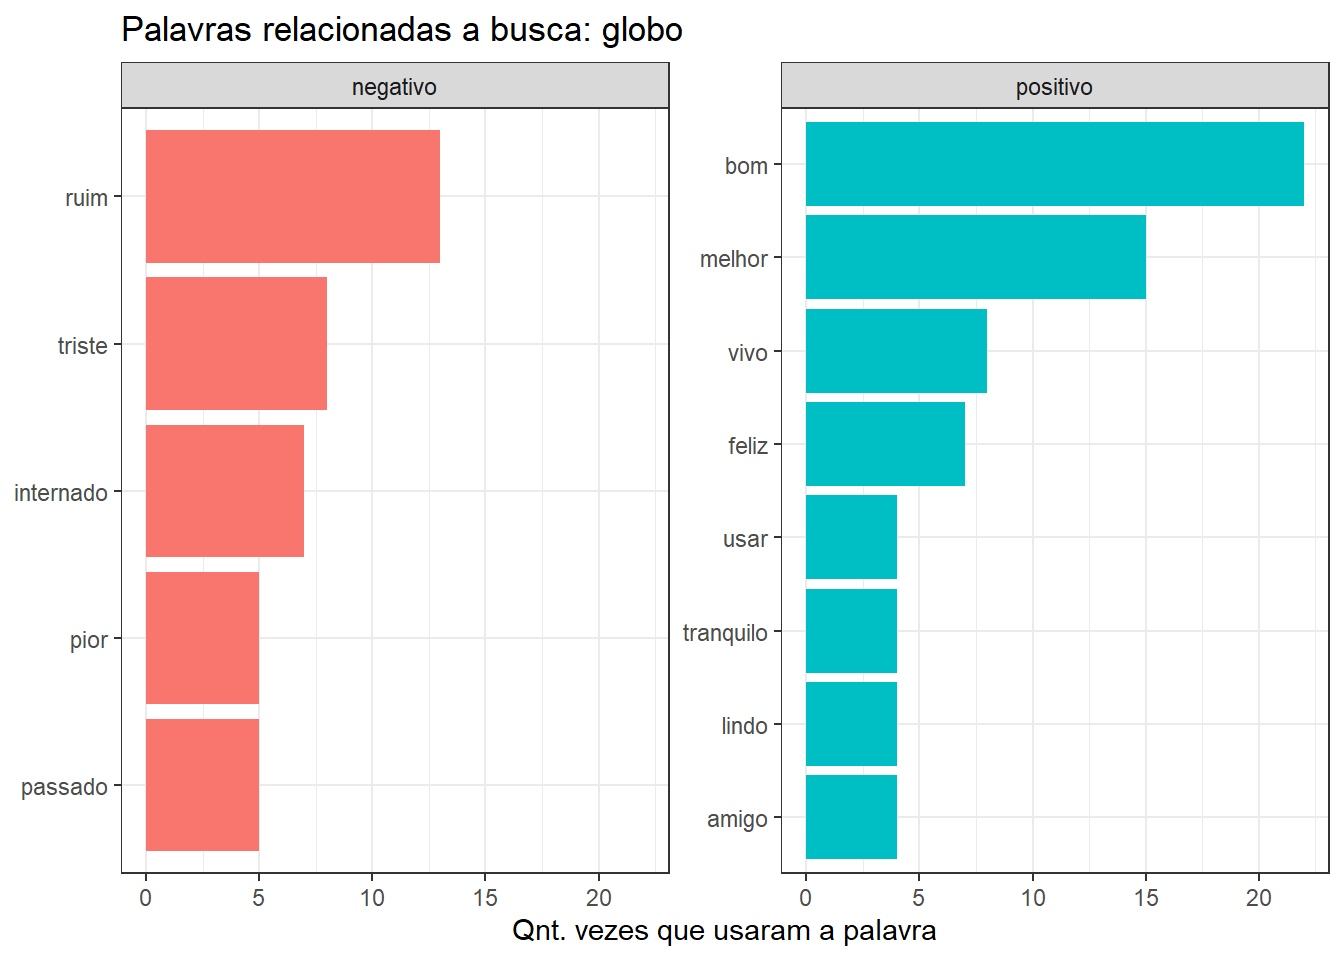 Palavras relacionadas a busca: globo
negativo
ruim
triste
internado
pior
passado
0 5 10 15 20
positivo
bom
melhor
vivo
feliz
usar
tranquilo
lindo
amigo
0 5 10 15 20
Qnt. vezes que usaram a palavra